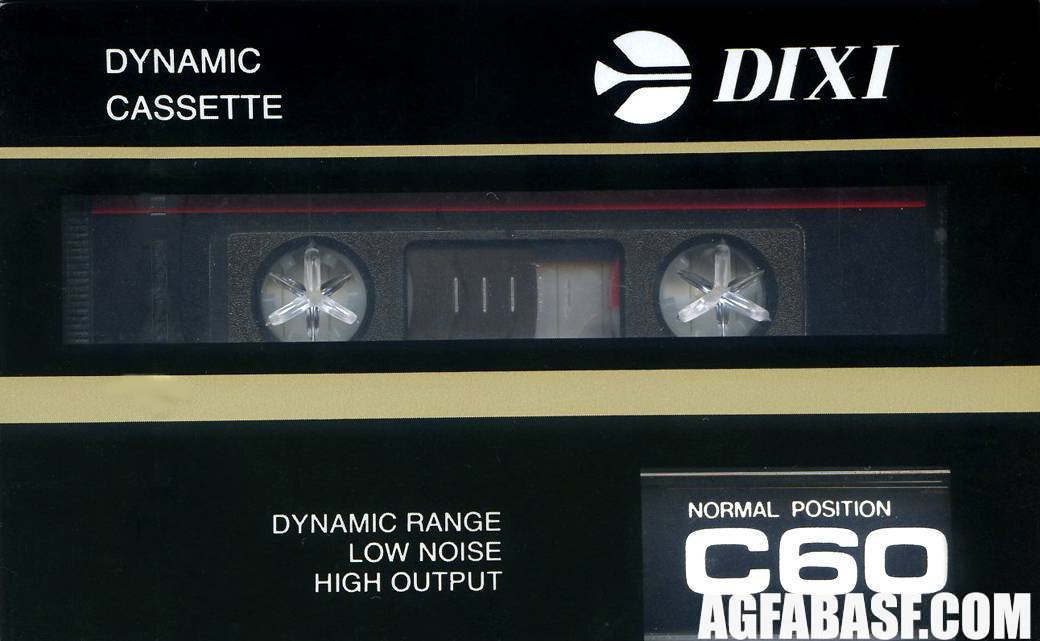 DYNAMIC
CASSETTE
DIXI
DYNAMIC RANGE
LOW NOISE
HIGH OUTPUT
NORMAL POSITION
C60
AGFABASF.COM